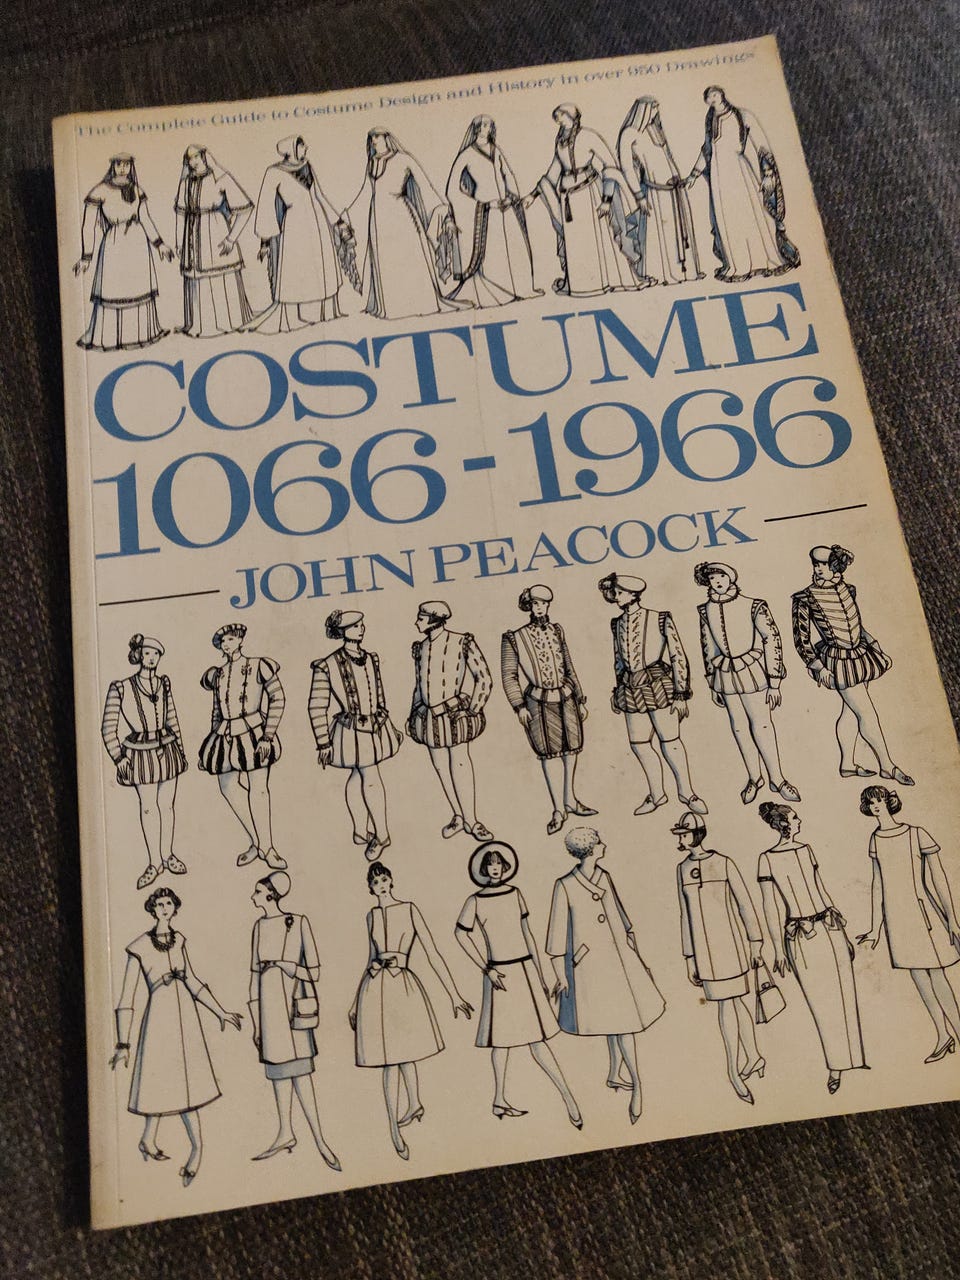 The Complete Guide to Costume Design and History in over 950 Drawings
COSTUME
1066-1966
JOHN PEACOCK